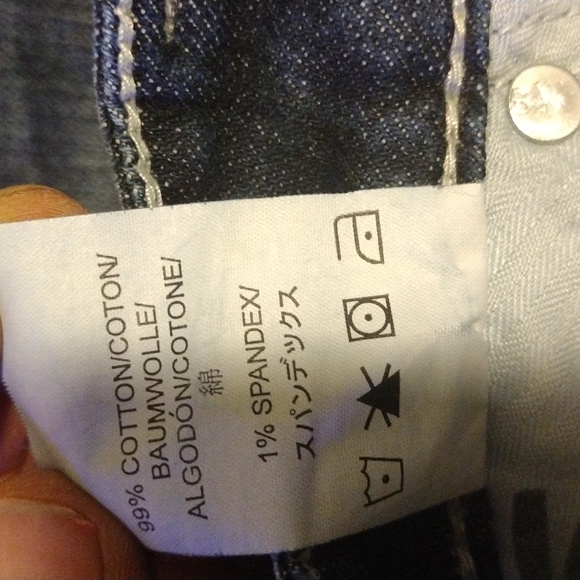 99% COTTON/COTON/
BAUMWOLLE/
ALGODÓN/COTONE/
綿
1% SPANDEX/
スパンデックス